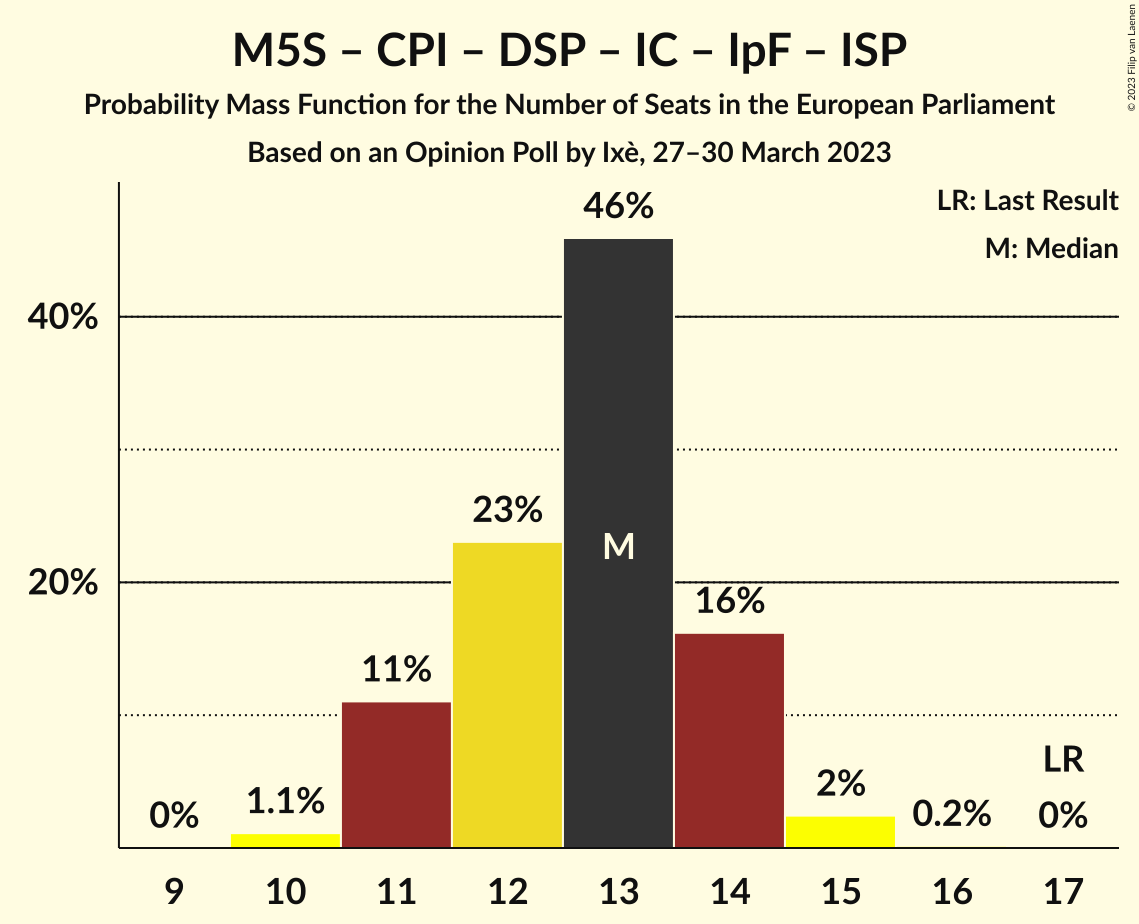 M5S – CPI – DSP – IC – IpF – ISP
Probability Mass Function for the Number of Seats in the European Parliament
Based on an Opinion Poll by Ixè, 27–30 March 2023
© 2023 Filip van Laenen
LR: Last Result
M: Median
46%
40%
23%
M
20%
16%
11%
LR
2%
1.1%
0%
0.2%
0%
9 10 11 12 13 14 15 16 17